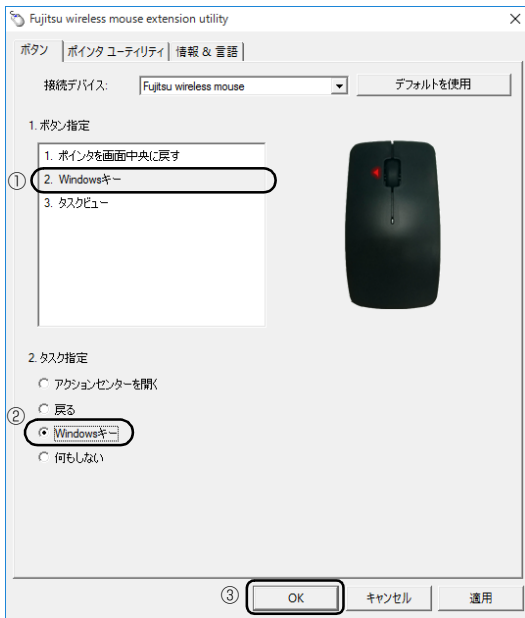 Fujitsu wireless mouse extension utility
ボタン ポインタ ユーティリティ 情報 & 言語
接続デバイス: Fujitsu wireless mouse デフォルトを使用
1. ボタン指定
1. ポインタを画面中央に戻す
① 2. Windowsキー
3. タスクビュー
2. タスク指定
アクションセンターを開く
② 戻る
Windowsキー
何もしない
③ OK キャンセル 適用